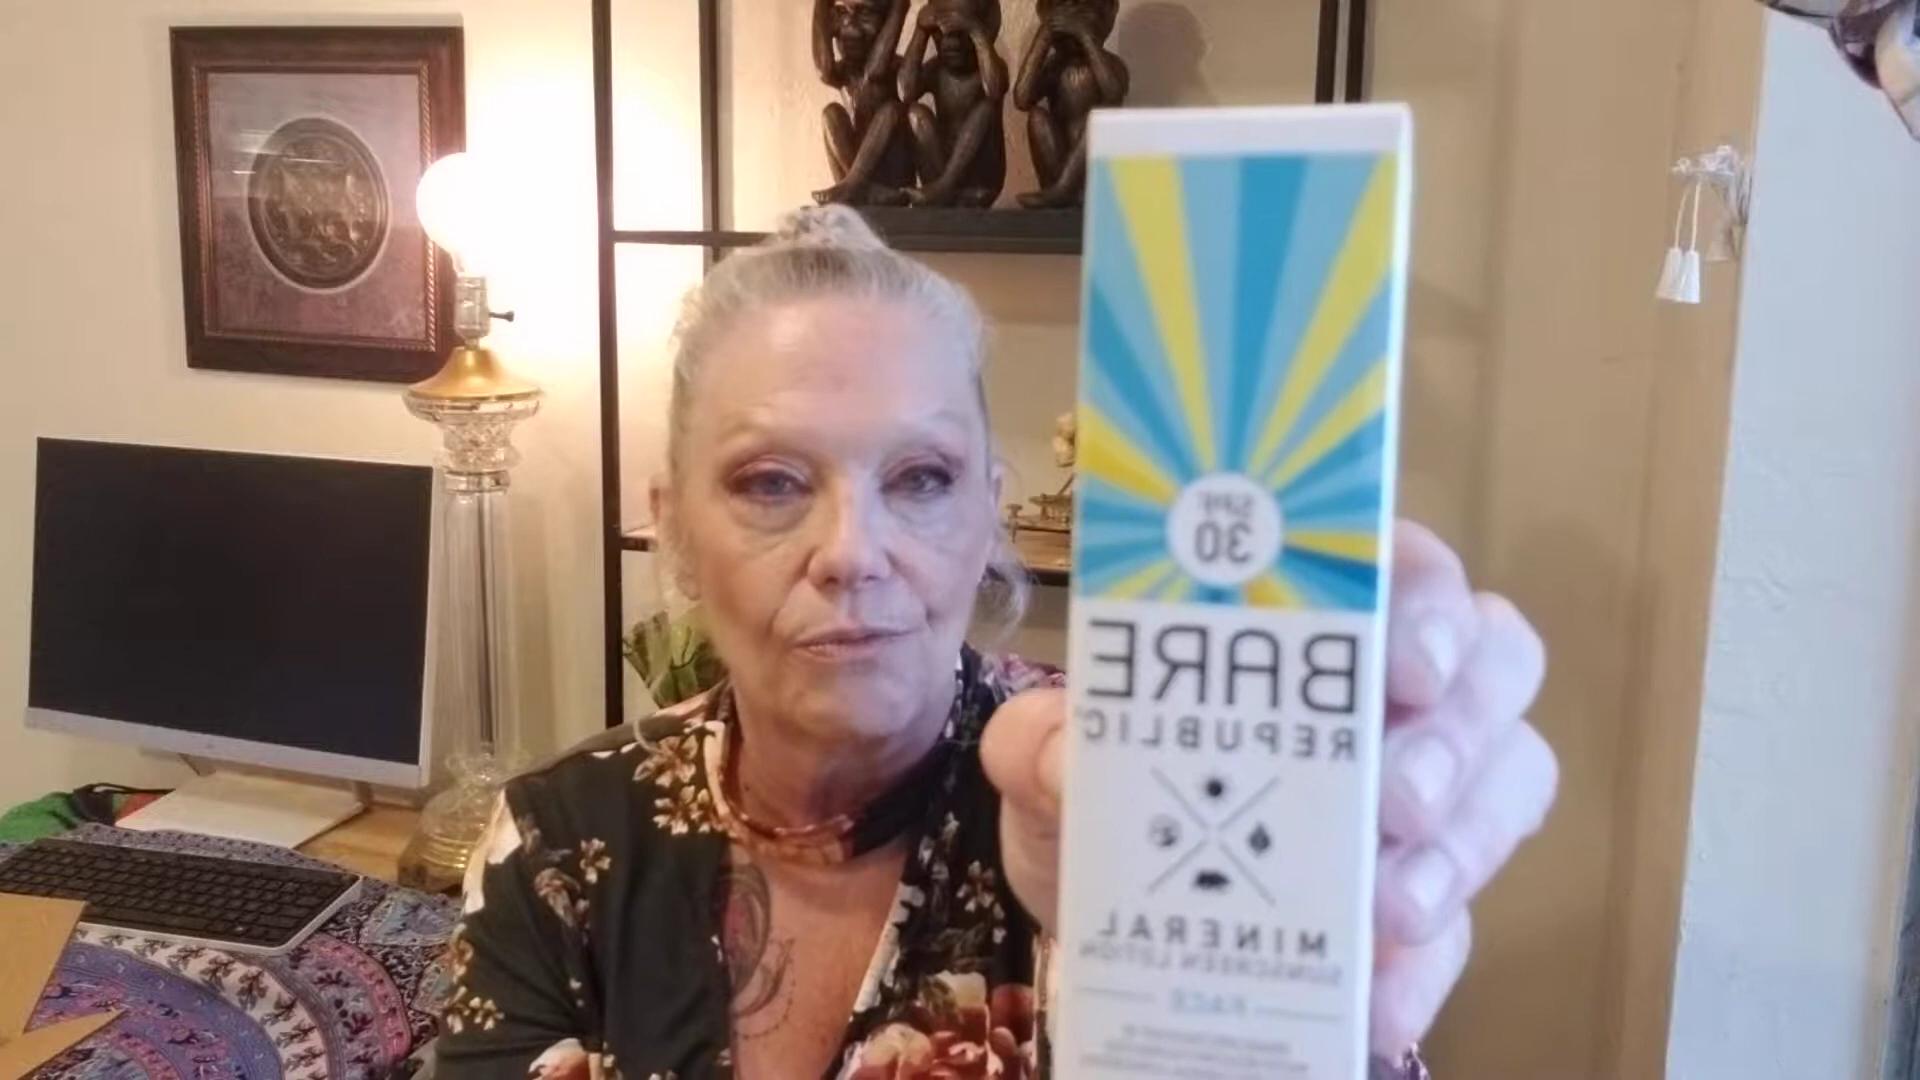 SPF
30
BARE
REPUBLIC
MINERAL
SUNSCREEN LOTION
FACE